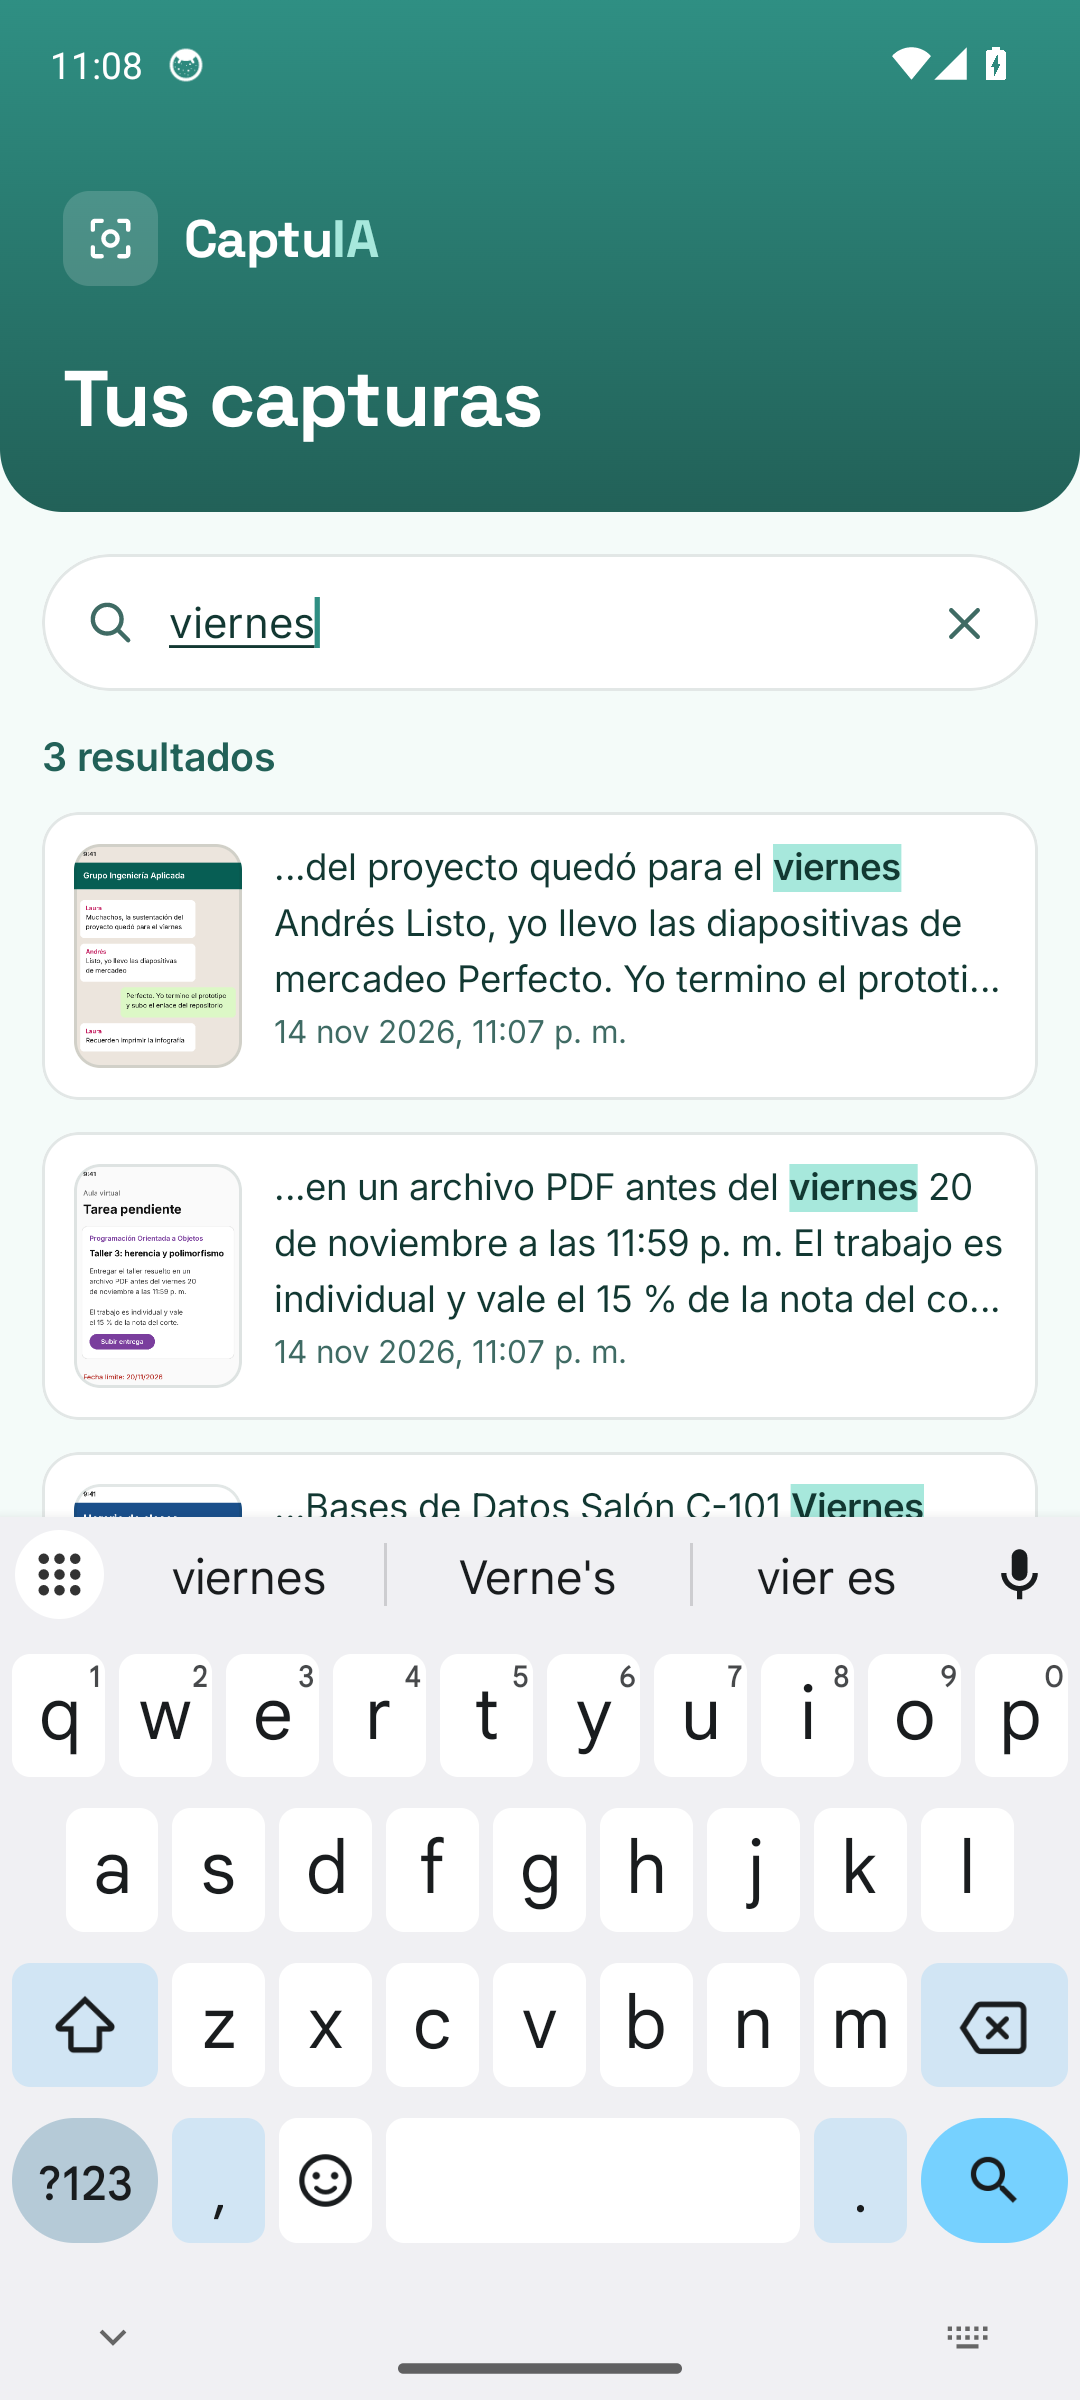 11:08
CaptuIA
Tus capturas
viernes
3 resultados
9:41
Grupo Ingeniería Aplicada
Laura
Muchachos, la sustentación del
proyecto quedó para el viernes
Andrés
Listo, yo llevo las diapositivas
de mercadeo
Perfecto. Yo termino el prototipo
y subo el enlace del repositorio
Laura
Recuerden imprimir la infografía
...del proyecto quedó para el viernes
Andrés Listo, yo llevo las diapositivas de
mercadeo Perfecto. Yo termino el prototi...
14 nov 2026, 11:07 p. m.
9:41
Aula virtual
Tarea pendiente
Programación Orientada a Objetos
Taller 3: herencia y polimorfismo
Entregar el taller resuelto en un
archivo PDF antes del viernes 20
de noviembre a las 11:59 p. m.
El trabajo es individual y vale
el 15 % de la nota del corte.
Subir entrega
Fecha límite: 20/11/2026
...en un archivo PDF antes del viernes 20
de noviembre a las 11:59 p. m. El trabajo es
individual y vale el 15 % de la nota del co...
14 nov 2026, 11:07 p. m.
9:41
...Bases de Datos Salón C-101 Viernes
viernes Verne's vier es
1 2 3 4 5 6 7 8 9 0
q w e r t y u i o p
a s d f g h j k l
z x c v b n m
?123 , .